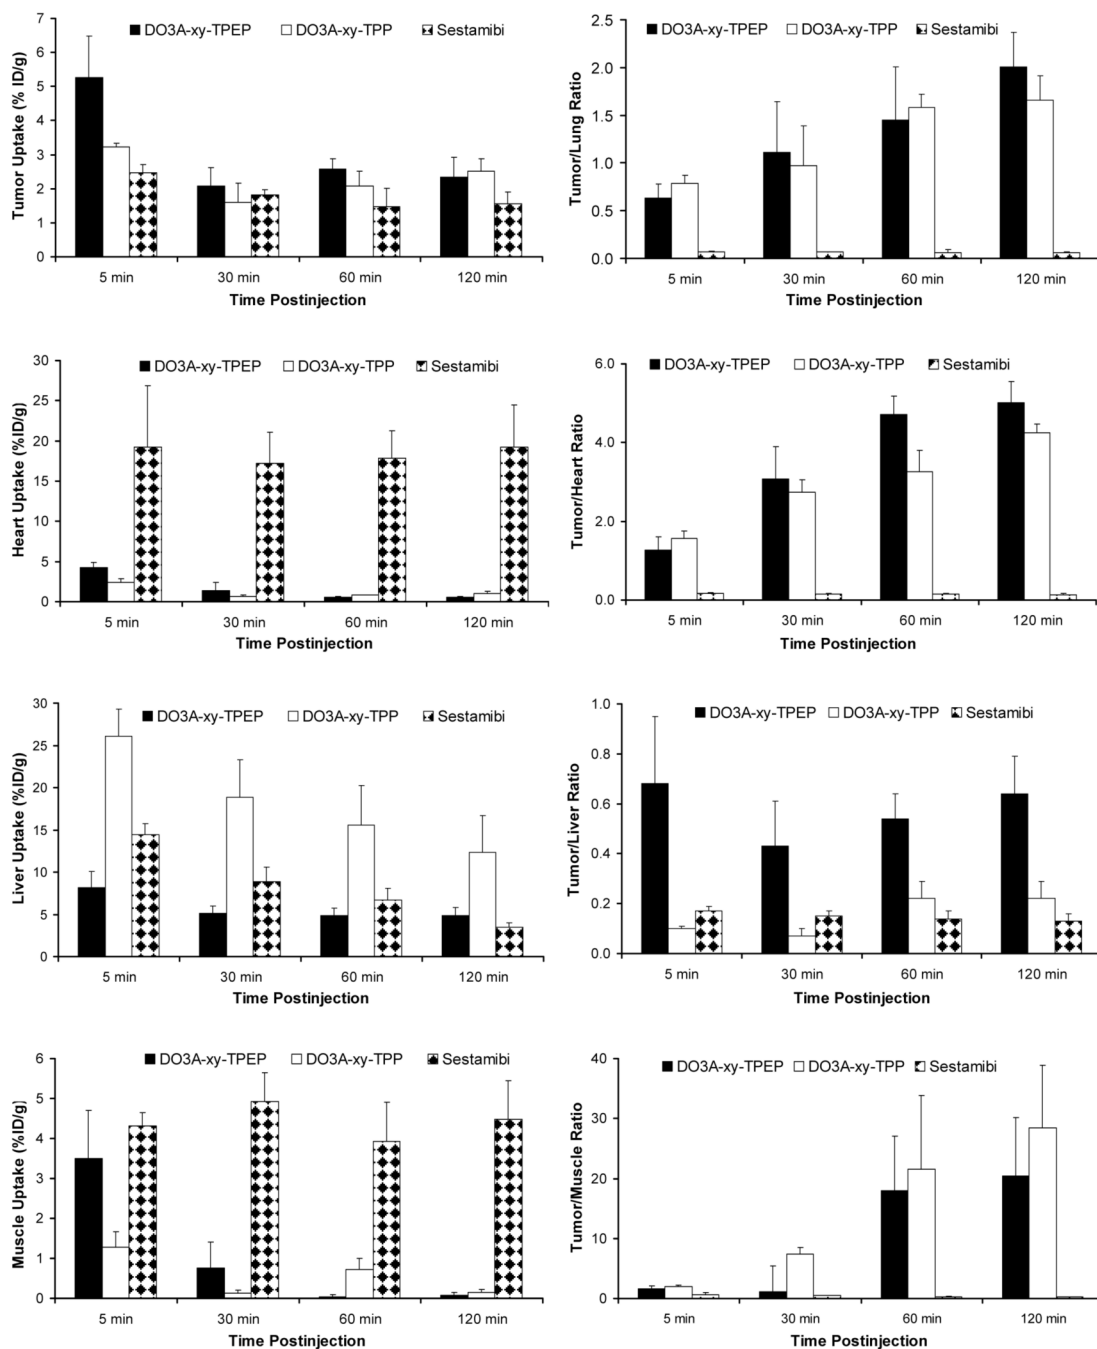 Tumor Uptake (% ID/g)
7
6
5
4
3
2
1
0
DO3A-xy-TPEP DO3A-xy-TPP Sestamibi
5 min 30 min 60 min 120 min
Time Postinjection
Tumor/Lung Ratio
2.5
2.0
1.5
1.0
0.5
0.0
DO3A-xy-TPEP DO3A-xy-TPP Sestamibi
5 min 30 min 60 min 120 min
Time Postinjection
Heart Uptake (%ID/g)
30
25
20
15
10
5
0
DO3A-xy-TPEP DO3A-xy-TPP Sestamibi
5 min 30 min 60 min 120 min
Time Postinjection
Tumor/Heart Ratio
6.0
4.0
2.0
0.0
DO3A-xy-TPEP DO3A-xy-TPP Sestamibi
5 min 30 min 60 min 120 min
Time Postinjection
Liver Uptake (%ID/g)
30
25
20
15
10
5
0
DO3A-xy-TPEP DO3A-xy-TPP Sestamibi
5 min 30 min 60 min 120 min
Time Postinjection
Tumor/Liver Ratio
1.0
0.8
0.6
0.4
0.2
0.0
DO3A-xy-TPEP DO3A-xy-TPP Sestamibi
5 min 30 min 60 min 120 min
Time Postinjection
Muscle Uptake (%ID/g)
6
5
4
3
2
1
0
DO3A-xy-TPEP DO3A-xy-TPP Sestamibi
5 min 30 min 60 min 120 min
Time Postinjection
Tumor/Muscle Ratio
40
30
20
10
0
DO3A-xy-TPEP DO3A-xy-TPP Sestamibi
5 min 30 min 60 min 120 min
Time Postinjection